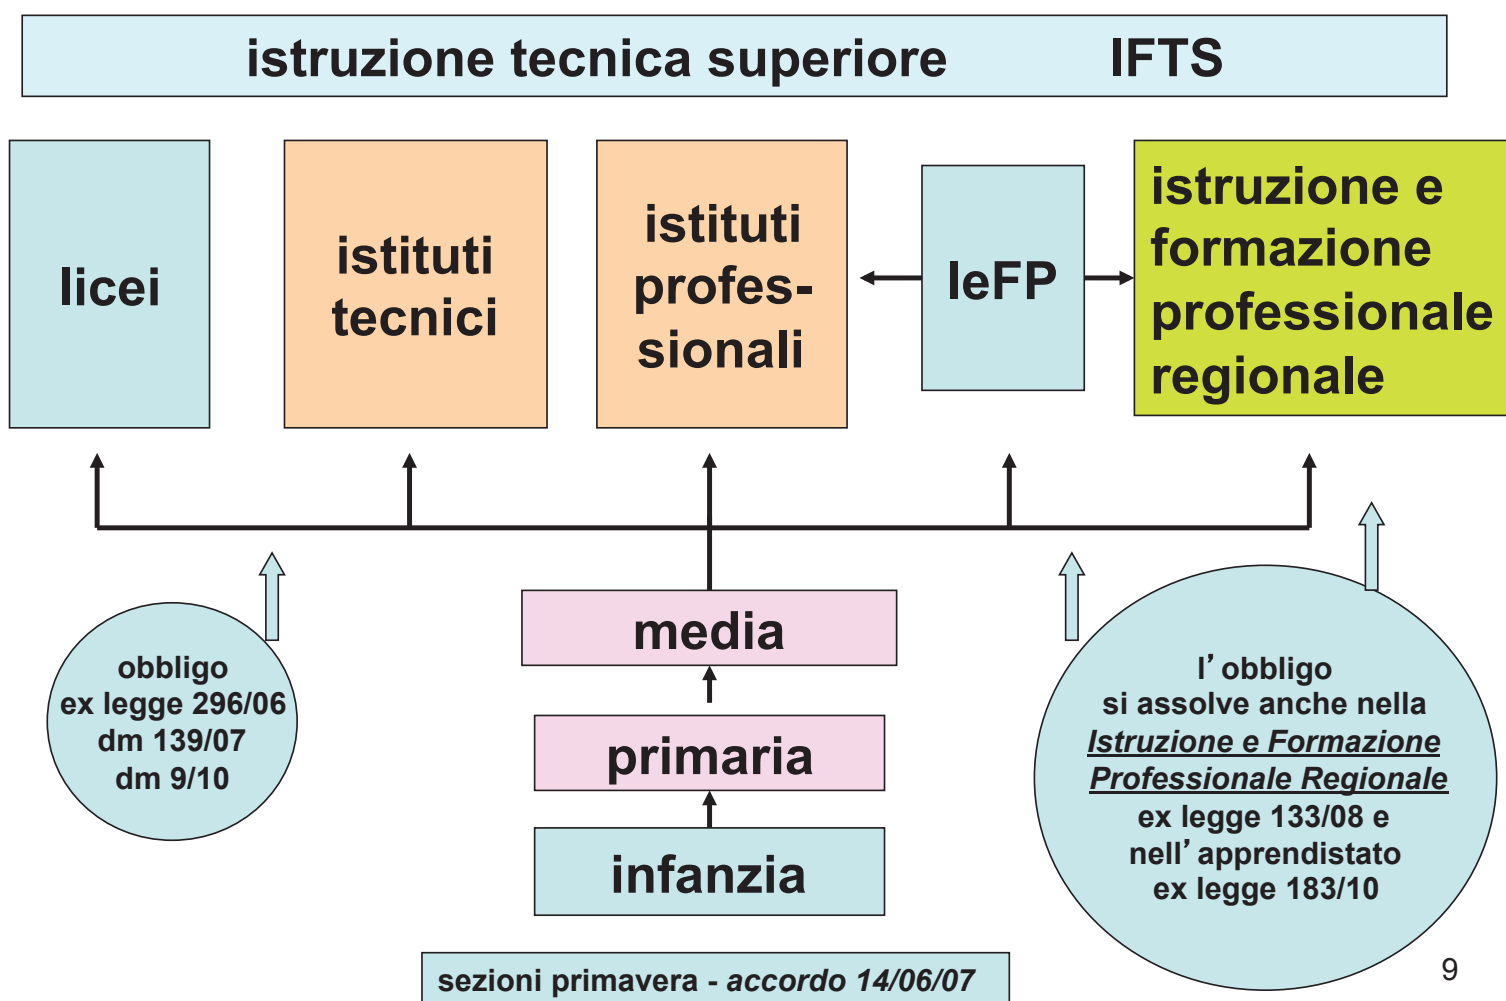 istruzione tecnica superiore IFTS
licei
istituti
tecnici
istituti
profes-
sionali
IeFP
istruzione e
formazione
professionale
regionale
media
primaria
infanzia
obbligo
ex legge 296/06
dm 139/07
dm 9/10
l’ obbligo
si assolve anche nella
Istruzione e Formazione
Professionale Regionale
ex legge 133/08 e
nell’ apprendistato
ex legge 183/10
sezioni primavera - accordo 14/06/07
9